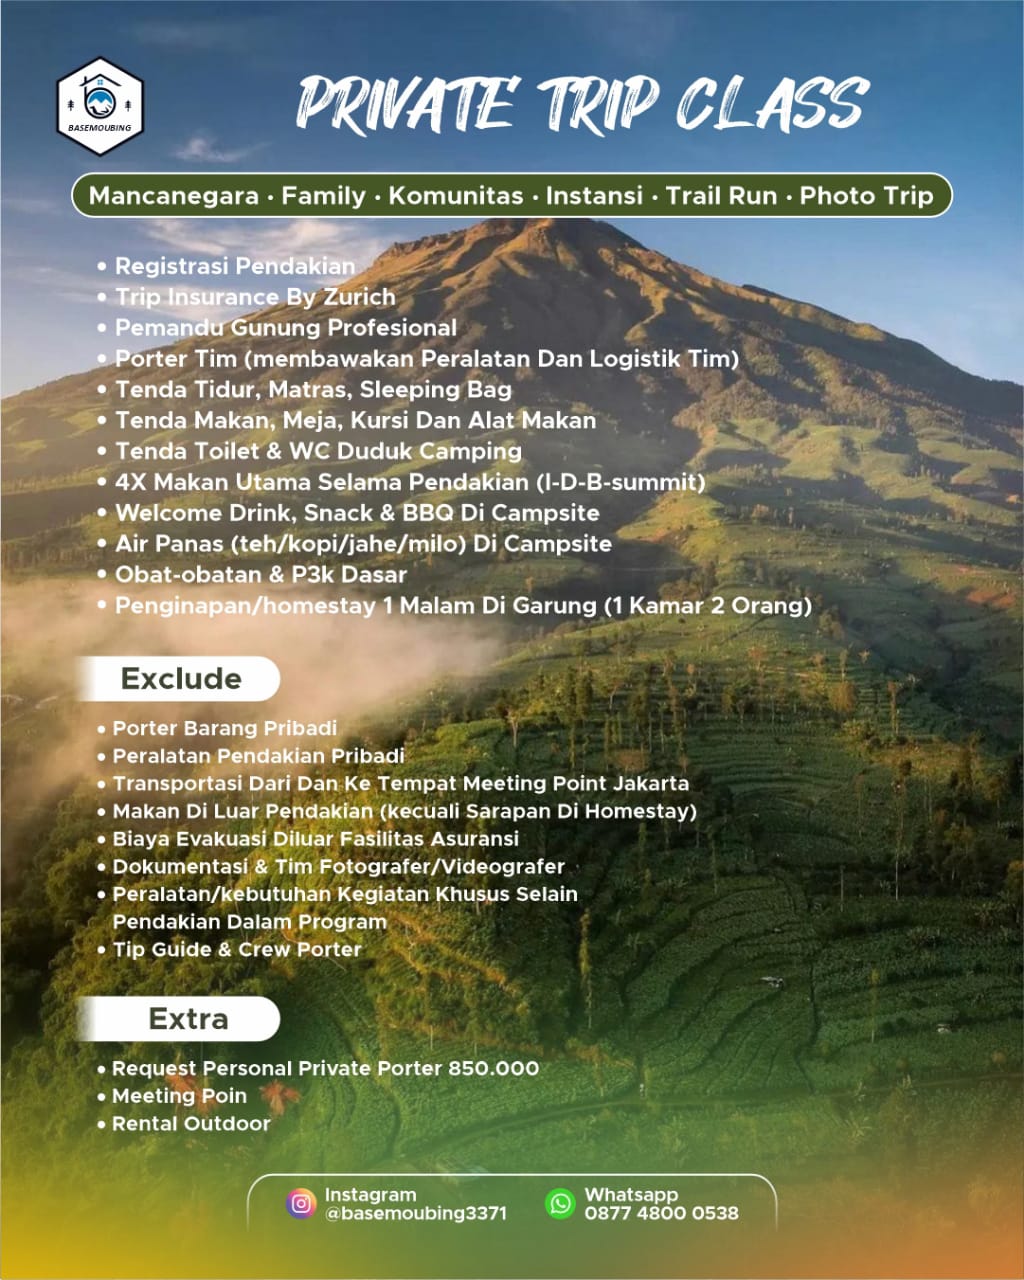 BASEMOUBING
PRIVATE TRIP CLASS
Mancanegara · Family · Komunitas · Instansi · Trail Run · Photo Trip
• Registrasi Pendakian
• Trip Insurance By Zurich
• Pemandu Gunung Profesional
• Porter Tim (membawakan Peralatan Dan Logistik Tim)
• Tenda Tidur, Matras, Sleeping Bag
• Tenda Makan, Meja, Kursi Dan Alat Makan
• Tenda Toilet & WC Duduk Camping
• 4X Makan Utama Selama Pendakian (l-D-B-summit)
• Welcome Drink, Snack & BBQ Di Campsite
• Air Panas (teh/kopi/jahe/milo) Di Campsite
• Obat-obatan & P3k Dasar
• Penginapan/homestay 1 Malam Di Garung (1 Kamar 2 Orang)
Exclude
• Porter Barang Pribadi
• Peralatan Pendakian Pribadi
• Transportasi Dari Dan Ke Tempat Meeting Point Jakarta
• Makan Di Luar Pendakian (kecuali Sarapan Di Homestay)
• Biaya Evakuasi Diluar Fasilitas Asuransi
• Dokumentasi & Tim Fotografer/Videografer
• Peralatan/kebutuhan Kegiatan Khusus Selain
Pendakian Dalam Program
• Tip Guide & Crew Porter
Extra
• Request Personal Private Porter 850.000
• Meeting Poin
• Rental Outdoor
Instagram
@basemoubing3371
Whatsapp
0877 4800 0538